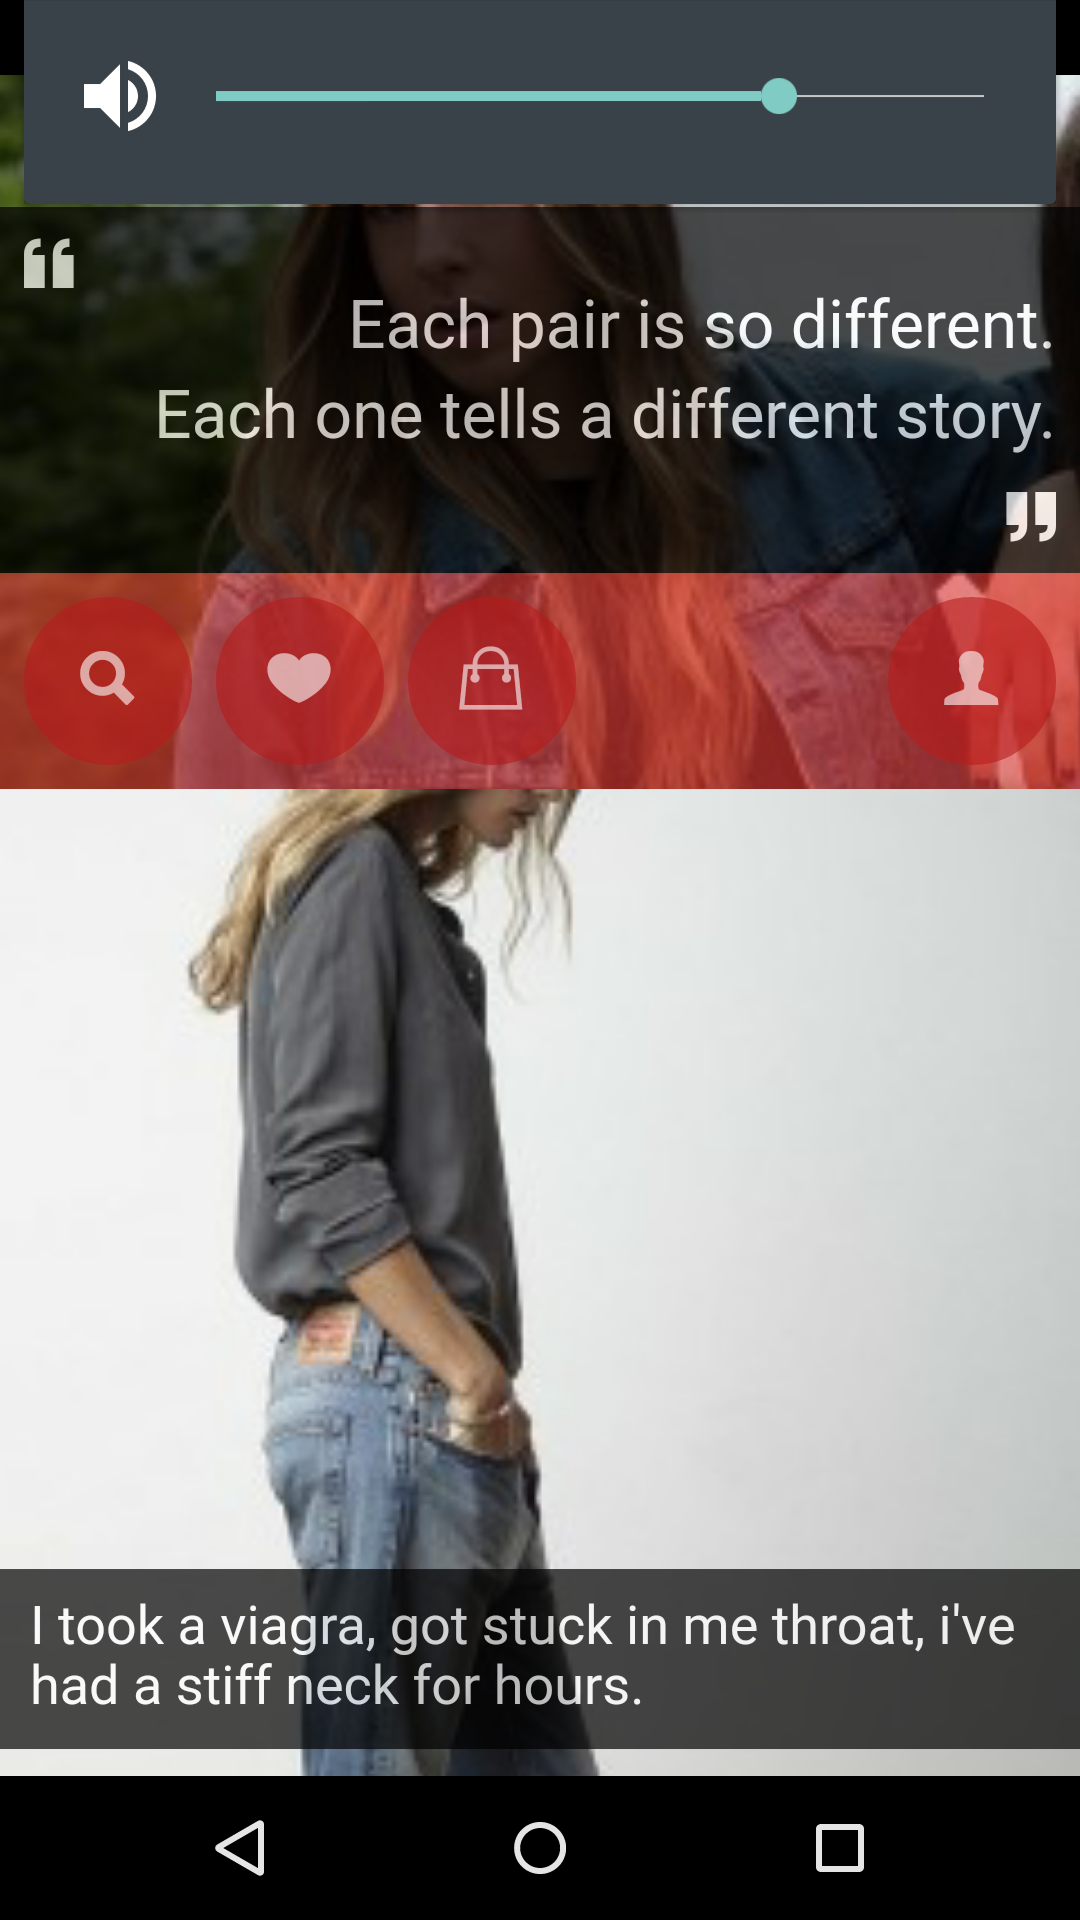 Each pair is so different.
Each one tells a different story.
I took a viagra, got stuck in me throat, i've
had a stiff neck for hours.